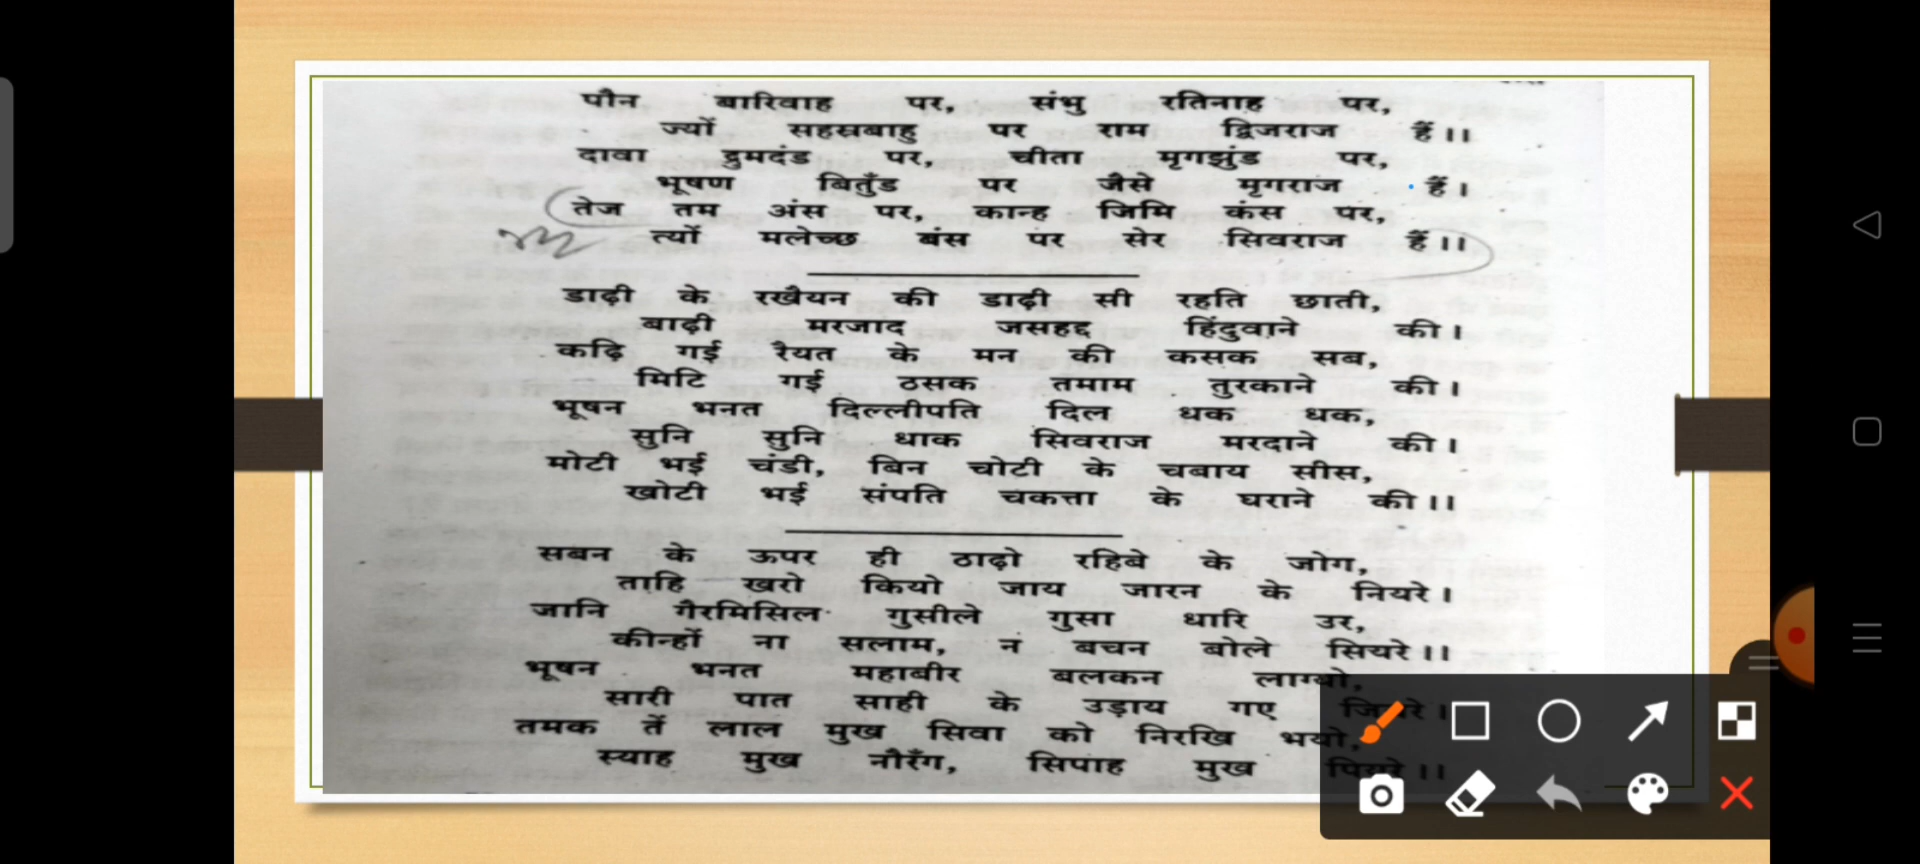 पौन बारिवाह पर, संभु रतिनाह पर,
ज्यों सहस्रबाहु पर राम द्विजराज हैं।।
दावा द्रुमदंड पर, चीता मृगझुंड पर,
भूषण बितुँड पर जैसे मृगराज हैं।
तेज तम अंस पर, कान्ह जिमि कंस पर,
त्यों मलेच्छ बंस पर सेर सिवराज हैं।।
डाढ़ी के रखैयन की डाढ़ी सी रहति छाती,
बाढ़ी मरजाद जसहद्द हिंदुवाने की।
कढ़ि गई रैयत के मन की कसक सब,
मिटि गई ठसक तमाम तुरकाने की।
भूषन भनत दिल्लीपति दिल धक धक,
सुनि सुनि धाक सिवराज मरदाने की।
मोटी भई चंडी, बिन चोटी के चबाय सीस,
खोटी भई संपति चकत्ता के घराने की।।
सबन के ऊपर ही ठाढ़ो रहिबे के जोग,
ताहि खरो कियो जाय जारन के नियरे।
जानि गैरमिसिल गुसीले गुसा धारि उर,
कीन्हों ना सलाम, न बचन बोले सियरे।।
भूषन भनत महाबीर बलकन लाग्यो,
सारी पात साही के उड़ाय गए जियरे।
तमक तें लाल मुख सिवा को निरखि भयो,
स्याह मुख नौरँग, सिपाह मुख पियरे।।